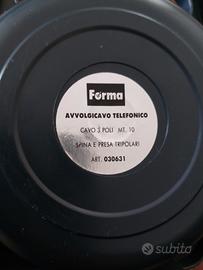 Forma
AVVOLGICAVO TELEFONICO
CAVO 3 POLI MT. 10
SPINA E PRESA TRIPOLARI
ART. 030631
subito